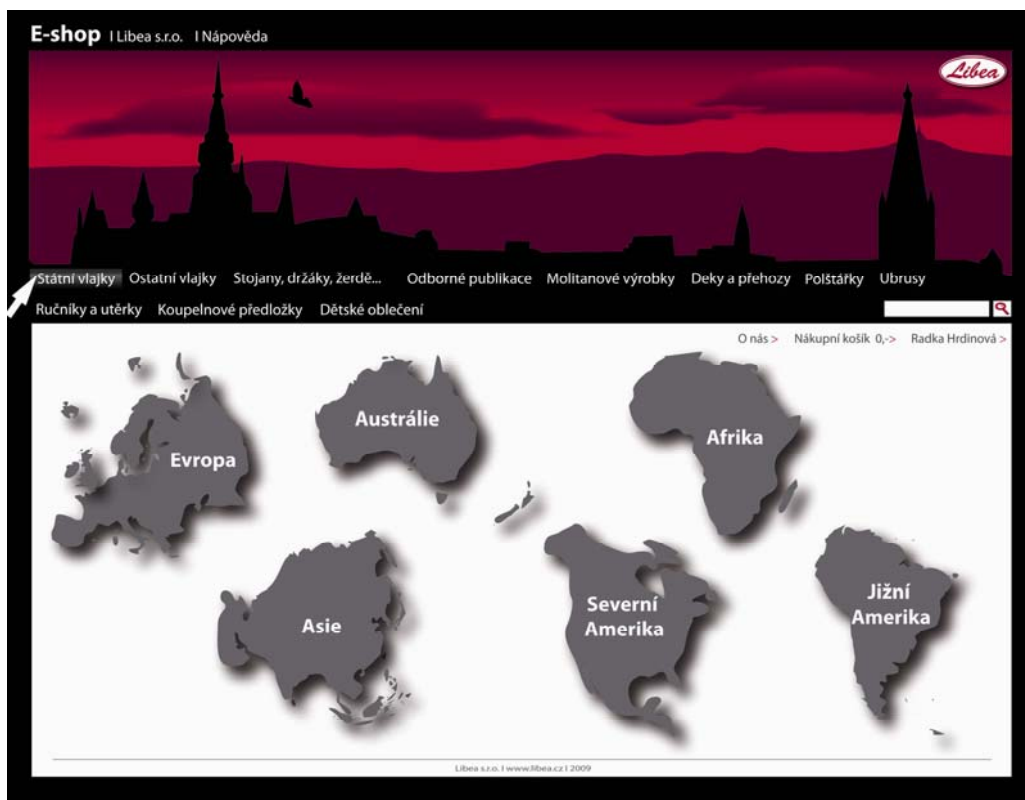 E-shop I Libea s.r.o. I Nápověda
Libea
Státní vlajky Ostatní vlajky Stojany, držáky, žerdě... Odborné publikace Molitanové výrobky Deky a přehozy Polštářky Ubrusy
Ručníky a utěrky Koupelnové předložky Dětské oblečení
O nás > Nákupní košík 0,-> Radka Hrdinová >
Evropa
Austrálie
Afrika
Asie
Severní
Amerika
Jižní
Amerika
Libea s.r.o. I www.libea.cz I 2009